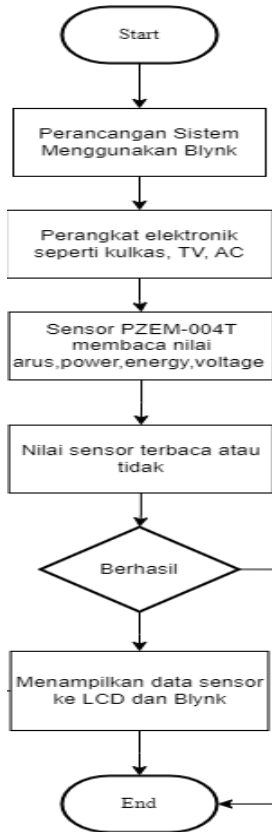 Start
Perancangan Sistem
Menggunakan Blynk
Perangkat elektronik
seperti kulkas, TV, AC
Sensor PZEM-004T
membaca nilai
arus,power,energy,voltage
Nilai sensor terbaca atau
tidak
Berhasil
Menampilkan data sensor
ke LCD dan Blynk
End